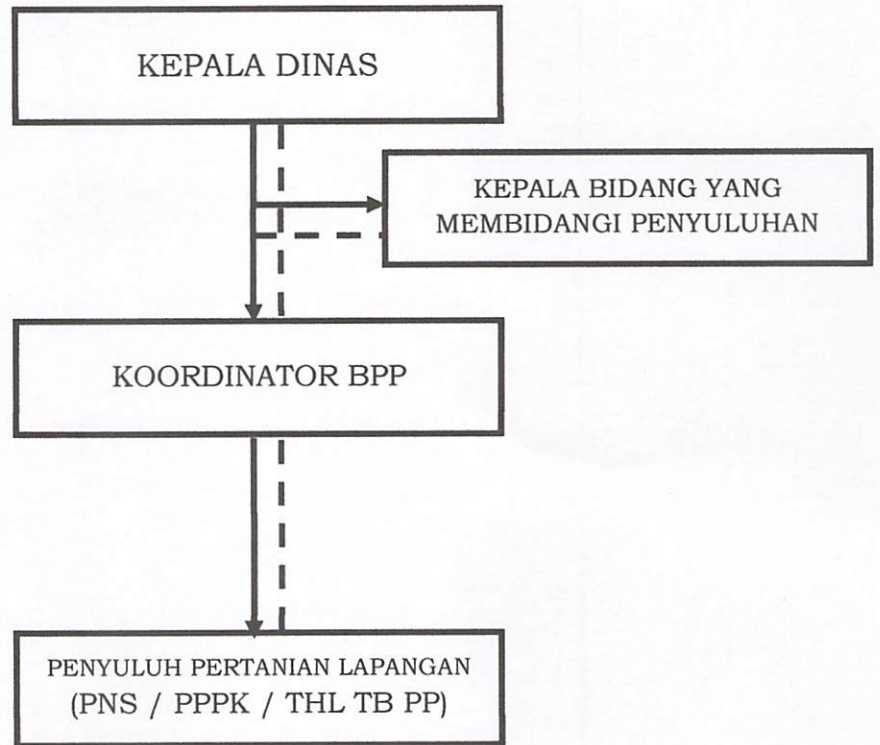 KEPALA DINAS
KEPALA BIDANG YANG
MEMBIDANGI PENYULUHAN
KOORDINATOR BPP
PENYULUH PERTANIAN LAPANGAN
(PNS / PPPK / THL TB PP)